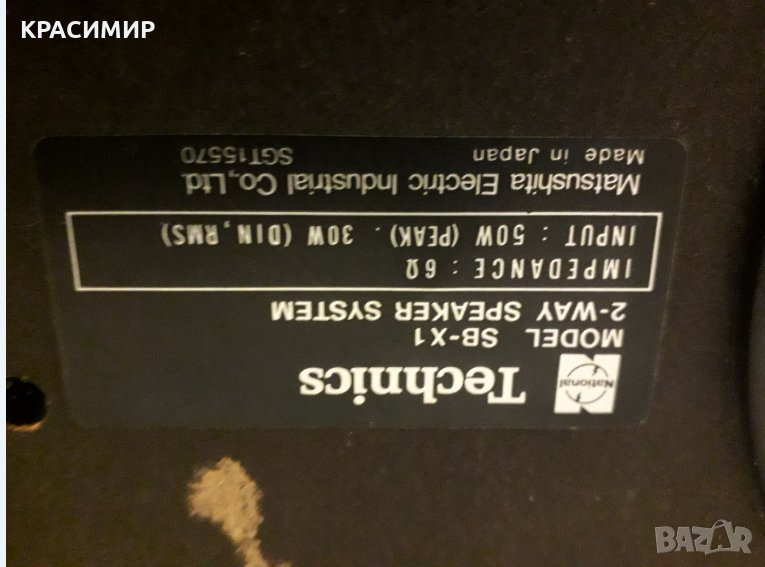 КРАСИМИР
National
Technics
MODEL SB-X1
2-WAY SPEAKER SYSTEM
IMPEDANCE : 6Ω
INPUT : 50W (PEAK) . 30W (DIN, RMS)
Matsushita Electric Industrial Co., Ltd.
Made in Japan SGT15570
BAZAR